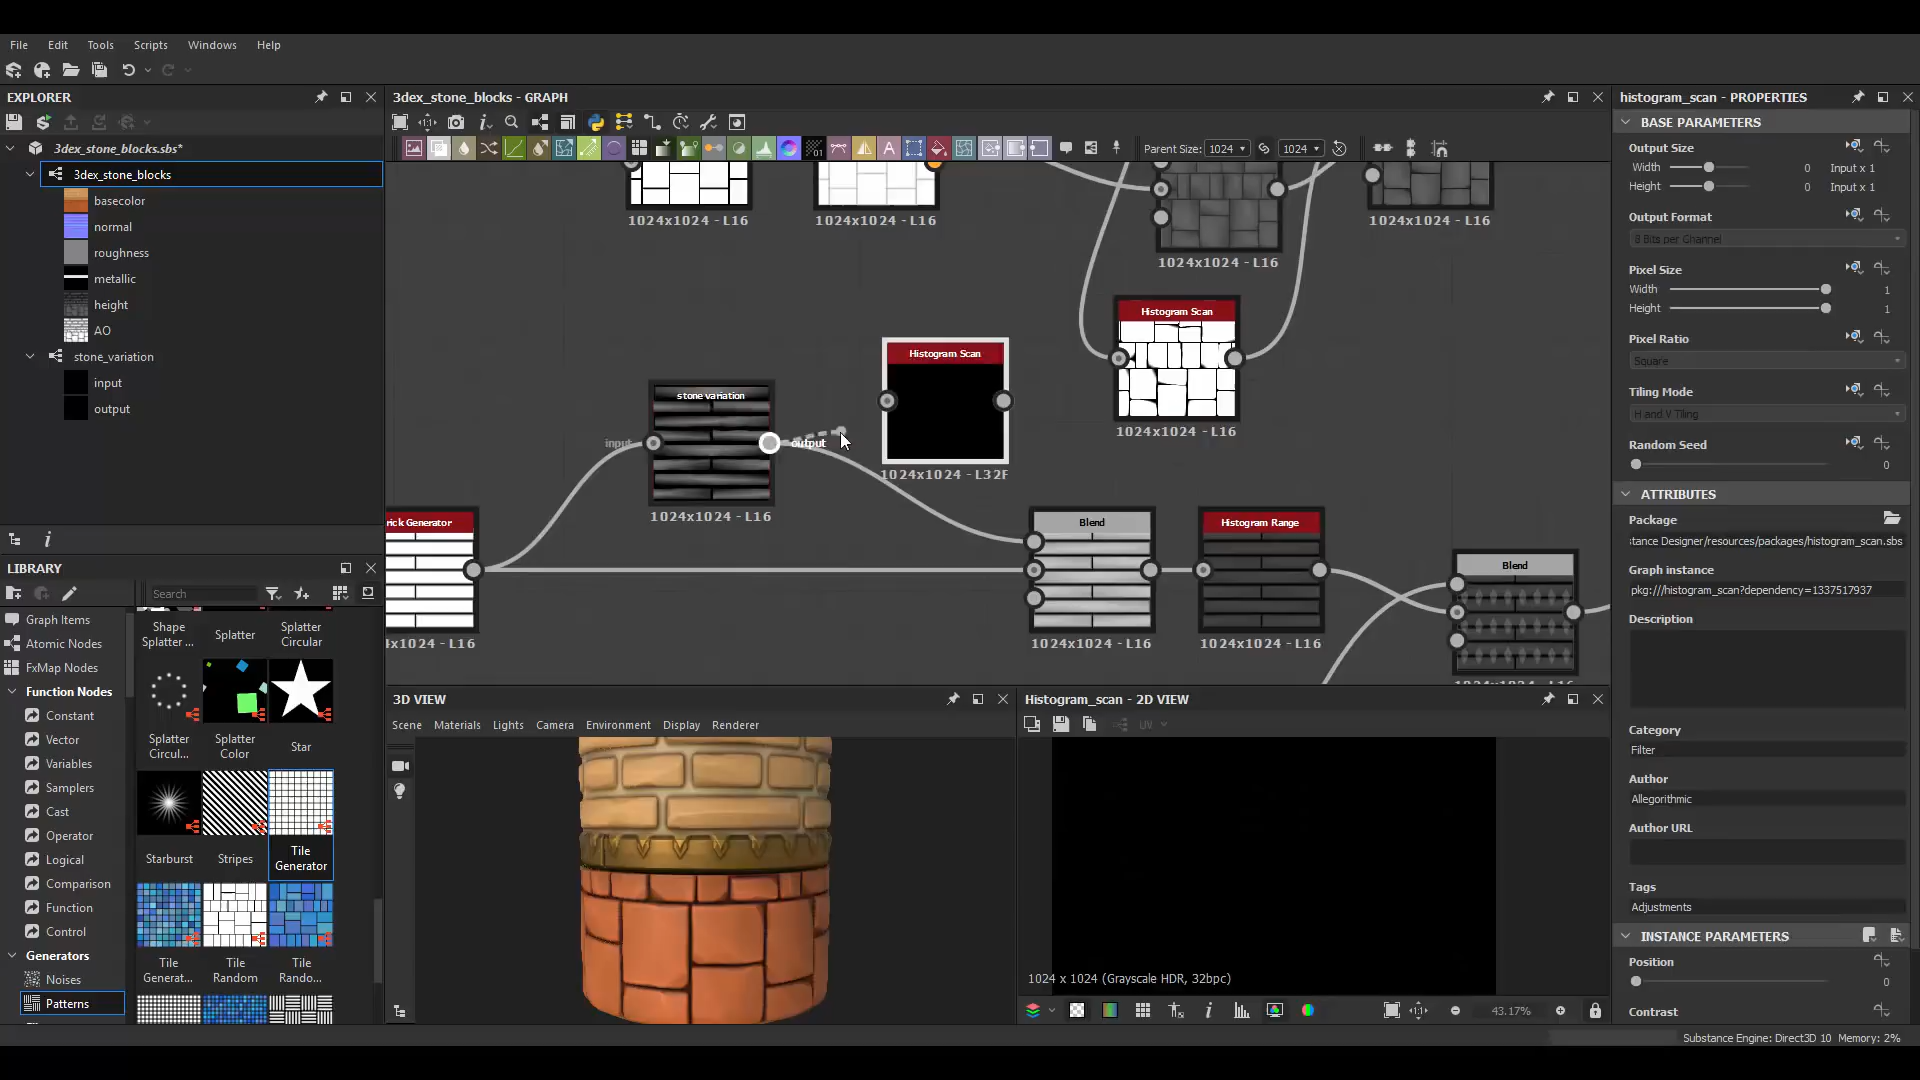 File Edit Tools Scripts Windows Help
EXPLORER
3dex_stone_blocks.sbs*
3dex_stone_blocks
basecolor
normal
roughness
metallic
height
AO
stone_variation
input
output
LIBRARY
Search
Graph Items
Atomic Nodes
FxMap Nodes
Function Nodes
Constant
Vector
Variables
Samplers
Cast
Operator
Logical
Comparison
Function
Control
Generators
Noises
Patterns
Shape Splatter ...
Splatter
Splatter Circular
Splatter Circul...
Splatter Color
Star
Starburst
Stripes
Tile Generator
Tile Generat...
Tile Random
Tile Rando...
3dex_stone_blocks - GRAPH
Parent Size: 1024 1024
1024x1024 - L16
1024x1024 - L16
1024x1024 - L16
1024x1024 - L16
Histogram Scan
1024x1024 - L16
Histogram Scan
1024x1024 - L32F
stone variation
input
output
1024x1024 - L16
rick Generator
4x1024 - L16
Blend
1024x1024 - L16
Histogram Range
1024x1024 - L16
Blend
3D VIEW
Scene Materials Lights Camera Environment Display Renderer
Histogram_scan - 2D VIEW
UV
1024 x 1024 (Grayscale HDR, 32bpc)
43.17%
histogram_scan - PROPERTIES
BASE PARAMETERS
Output Size
Width 0 Input x 1
Height 0 Input x 1
Output Format
8 Bits per Channel
Pixel Size
Width 1
Height 1
Pixel Ratio
Square
Tiling Mode
H and V Tiling
Random Seed
0
ATTRIBUTES
Package
tance Designer/resources/packages/histogram_scan.sbs
Graph instance
pkg:///histogram_scan?dependency=1337517937
Description
Category
Filter
Author
Allegorithmic
Author URL
Tags
Adjustments
INSTANCE PARAMETERS
Position
0
Contrast
Substance Engine: Direct3D 10 Memory: 2%